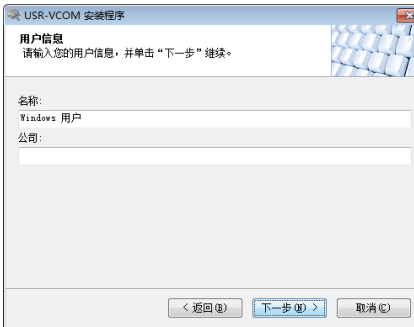 USR-VCOM 安装程序
用户信息
请输入您的用户信息，并单击“下一步”继续。
名称:
Windows 用户
公司:
< 返回(B)
下一步(N) >
取消(C)